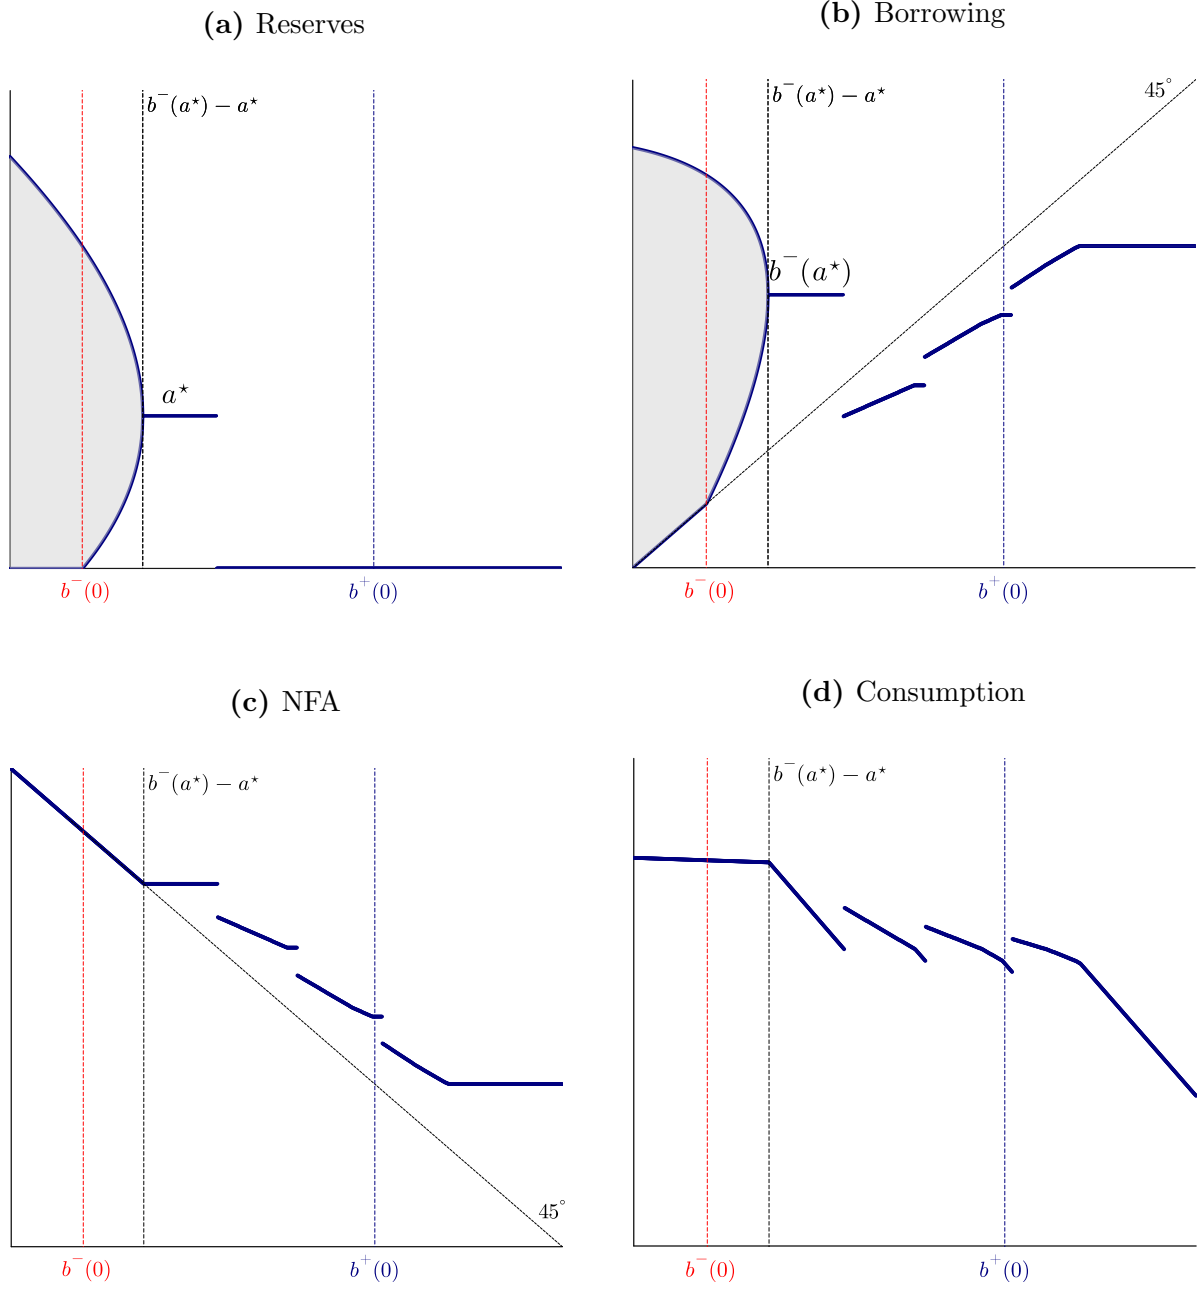 (a) Reserves
b⁻(a⋆) − a⋆
a⋆
b⁻(0)
b⁺(0)
(b) Borrowing
b⁻(a⋆) − a⋆
45°
b⁻(a⋆)
b⁻(0)
b⁺(0)
(c) NFA
b⁻(a⋆) − a⋆
45°
b⁻(0)
b⁺(0)
(d) Consumption
b⁻(a⋆) − a⋆
b⁻(0)
b⁺(0)